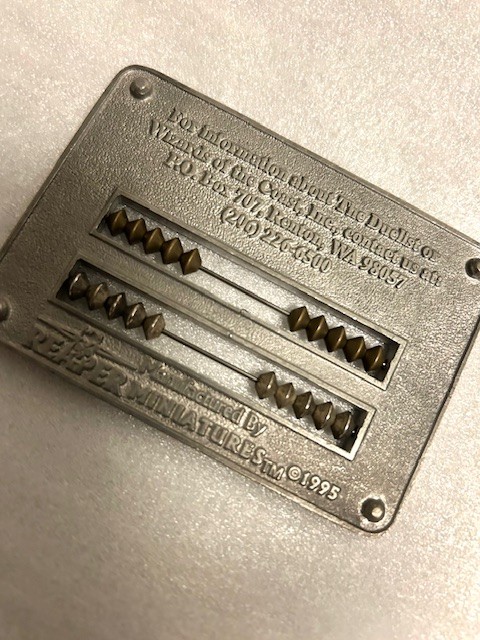 For information about The Duelist or
Wizards of the Coast, Inc., contact us at:
P.O. Box 707, Renton, WA 98057
(206) 226-6500
Manufactured By
REAPER MINIATURES TM ©1995